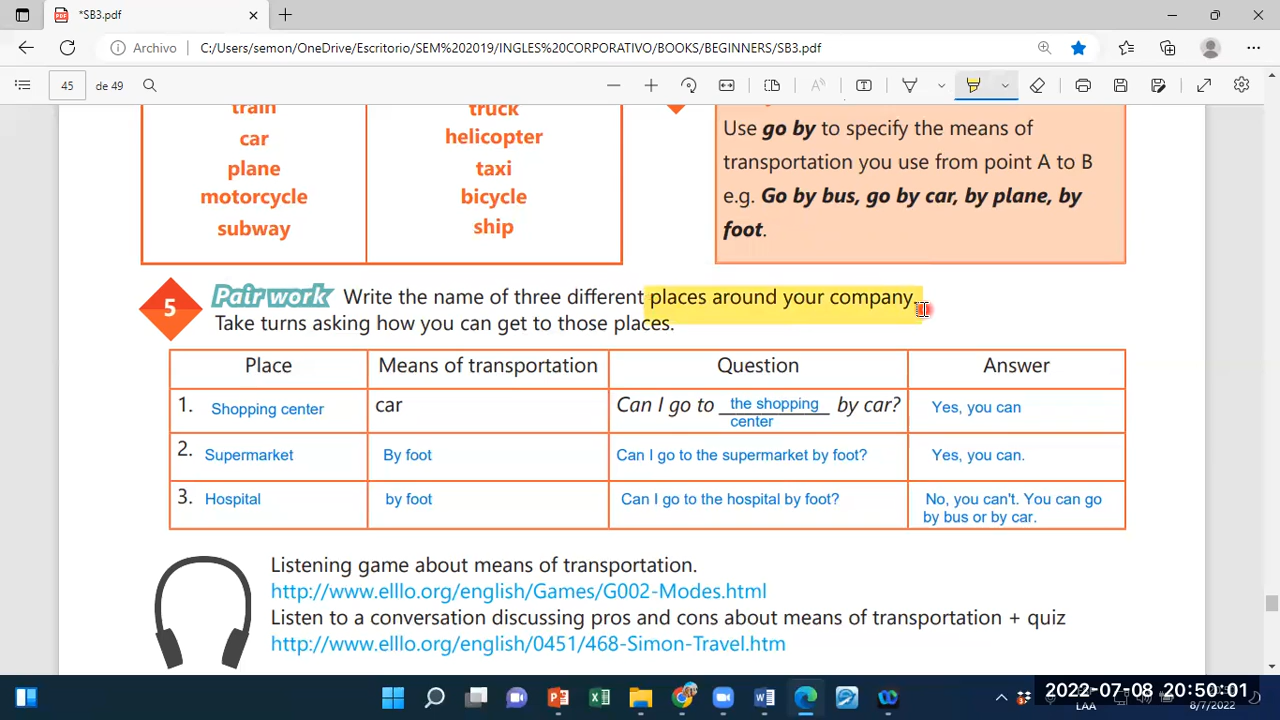 *SB3.pdf
Archivo C:/Users/semon/OneDrive/Escritorio/SEM%202019/INGLES%20CORPORATIVO/BOOKS/BEGINNERS/SB3.pdf
45 de 49
train truck
car helicopter
plane taxi
motorcycle bicycle
subway ship
Use go by to specify the means of
transportation you use from point A to B
e.g. Go by bus, go by car, by plane, by
foot.
5 Pair work Write the name of three different places around your company.
Take turns asking how you can get to those places.
Place Means of transportation Question Answer
1. Shopping center car Can I go to the shopping center by car? Yes, you can
2. Supermarket By foot Can I go to the supermarket by foot? Yes, you can.
3. Hospital by foot Can I go to the hospital by foot? No, you can't. You can go
by bus or by car.
Listening game about means of transportation.
http://www.elllo.org/english/Games/G002-Modes.html
Listen to a conversation discussing pros and cons about means of transportation + quiz
http://www.elllo.org/english/0451/468-Simon-Travel.htm
2022-07-08 20:50:01
LAA 8/7/2022